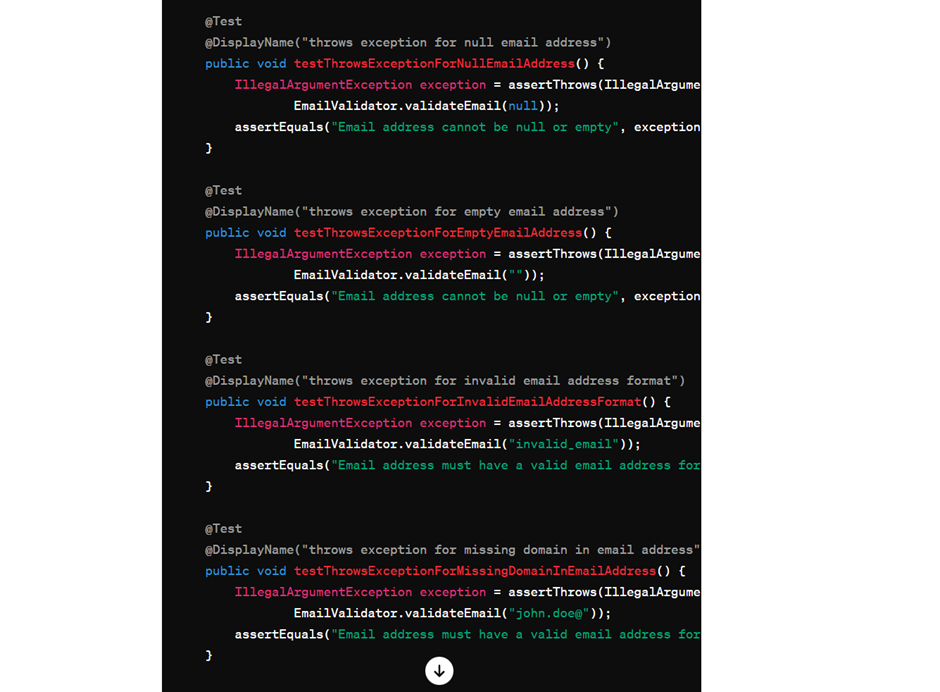 @Test
@DisplayName("throws exception for null email address")
public void testThrowsExceptionForNullEmailAddress() {
IllegalArgumentException exception = assertThrows(IllegalArgume
EmailValidator.validateEmail(null));
assertEquals("Email address cannot be null or empty", exception
}
@Test
@DisplayName("throws exception for empty email address")
public void testThrowsExceptionForEmptyEmailAddress() {
IllegalArgumentException exception = assertThrows(IllegalArgume
EmailValidator.validateEmail(""));
assertEquals("Email address cannot be null or empty", exception
}
@Test
@DisplayName("throws exception for invalid email address format")
public void testThrowsExceptionForInvalidEmailAddressFormat() {
IllegalArgumentException exception = assertThrows(IllegalArgume
EmailValidator.validateEmail("invalid_email"));
assertEquals("Email address must have a valid email address for
}
@Test
@DisplayName("throws exception for missing domain in email address"
public void testThrowsExceptionForMissingDomainInEmailAddress() {
IllegalArgumentException exception = assertThrows(IllegalArgume
EmailValidator.validateEmail("john.doe@"));
assertEquals("Email address must have a valid email address for
}